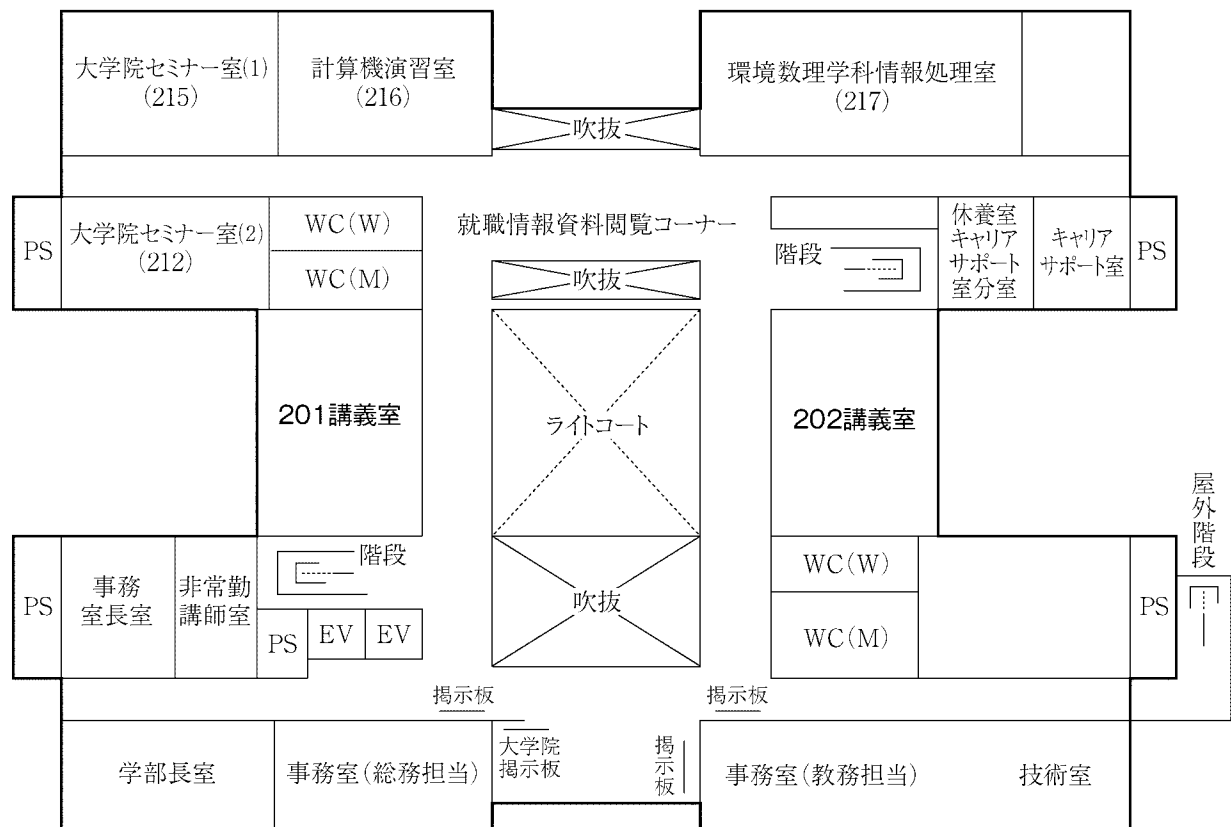 大学院セミナー室(1)
(215)
計算機演習室
(216)
吹抜
環境数理学科情報処理室
(217)
PS
大学院セミナー室(2)
(212)
WC(W)
WC(M)
就職情報資料閲覧コーナー
吹抜
階段
休養室
キャリア
サポート
室分室
キャリア
サポート室
PS
201講義室
ライトコート
202講義室
屋外階段
PS
事務
室長室
非常勤
講師室
階段
PS
EV
EV
吹抜
WC(W)
WC(M)
PS
掲示板
掲示板
学部長室
事務室(総務担当)
大学院
掲示板
掲示板
事務室(教務担当)
技術室